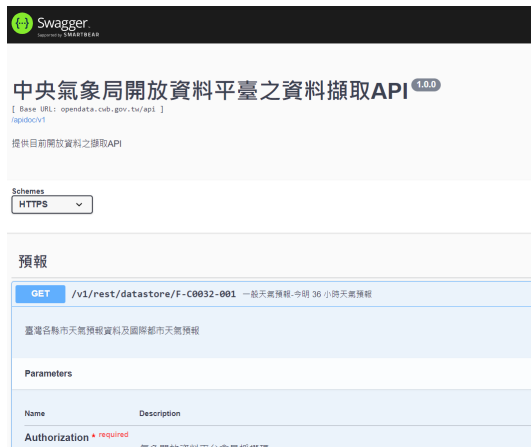 {...} Swagger.
Supported by SMARTBEAR
中央氣象局開放資料平臺之資料擷取API 1.0.0
[ Base URL: opendata.cwb.gov.tw/api ]
/apidoc/v1
提供目前開放資料之擷取API
Schemes
HTTPS
預報
GET /v1/rest/datastore/F-C0032-001 一般天氣預報-今明 36 小時天氣預報
臺灣各縣市天氣預報資料及國際都市天氣預報
Parameters
Name Description
Authorization * required